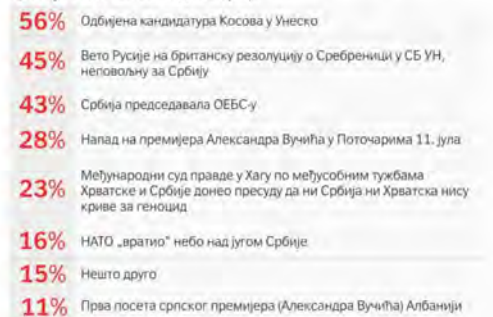 56% Одбијена кандидатура Косова у Унеско
45% Вето Русије на британску резолуцију о Сребреници у СБ УН,
неповољну за Србију
43% Србија председавала ОЕБС-у
28% Напад на премијера Александра Вучића у Поточарима 11. јула
23% Међународни суд правде у Хагу по међусобним тужбама
Хрватске и Србије донео пресуду да ни Србија ни Хрватска нису
криве за геноцид
16% НАТО „вратио“ небо над југом Србије
15% Нешто друго
11% Прва посета српског премијера (Александра Вучића) Албанији